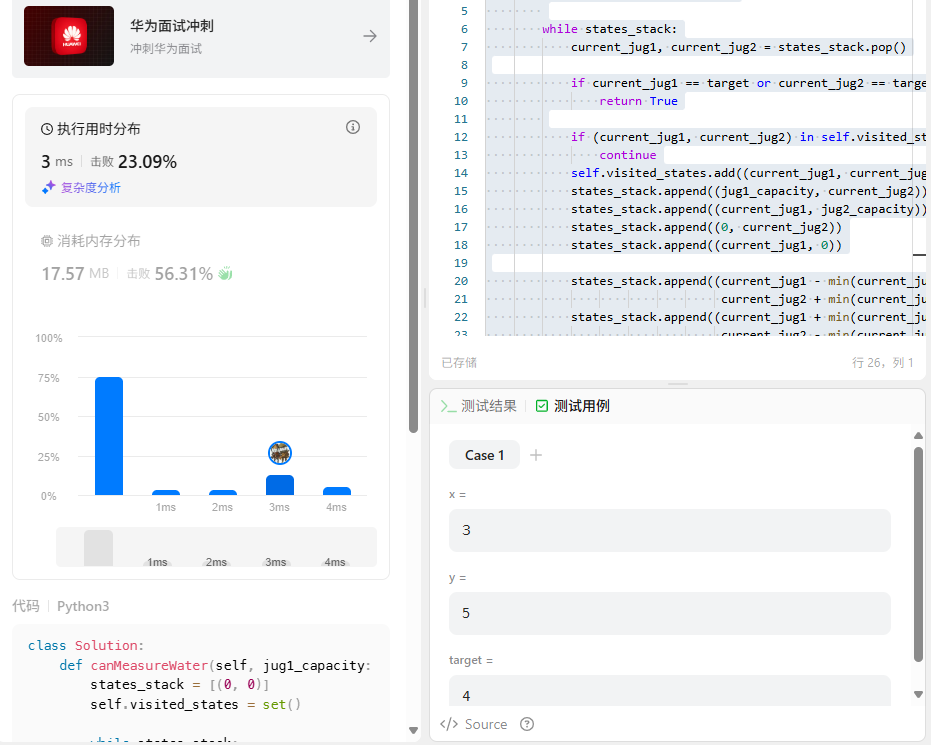 华为面试冲刺
冲刺华为面试
HUAWEI
执行用时分布
3 ms 击败 23.09%
复杂度分析
消耗内存分布
17.57 MB 击败 56.31%
100%
75%
50%
25%
0%
1ms 2ms 3ms 4ms
1ms 2ms 3ms 4ms
代码 Python3
class Solution:
def canMeasureWater(self, jug1_capacity:
states_stack = [(0, 0)]
self.visited_states = set()
while states_stack:
5
6 while states_stack:
7 current_jug1, current_jug2 = states_stack.pop()
8
9 if current_jug1 == target or current_jug2 == targe
10 return True
11
12 if (current_jug1, current_jug2) in self.visited_st
13 continue
14 self.visited_states.add((current_jug1, current_jug
15 states_stack.append((jug1_capacity, current_jug2))
16 states_stack.append((current_jug1, jug2_capacity))
17 states_stack.append((0, current_jug2))
18 states_stack.append((current_jug1, 0))
19
20 states_stack.append((current_jug1 - min(current_ju
21 current_jug2 + min(current_ju
22 states_stack.append((current_jug1 + min(current_ju
23 current_jug2 - min(current_ju
已存储 行 26，列 1
测试结果 测试用例
Case 1
x =
3
y =
5
target =
4
</> Source